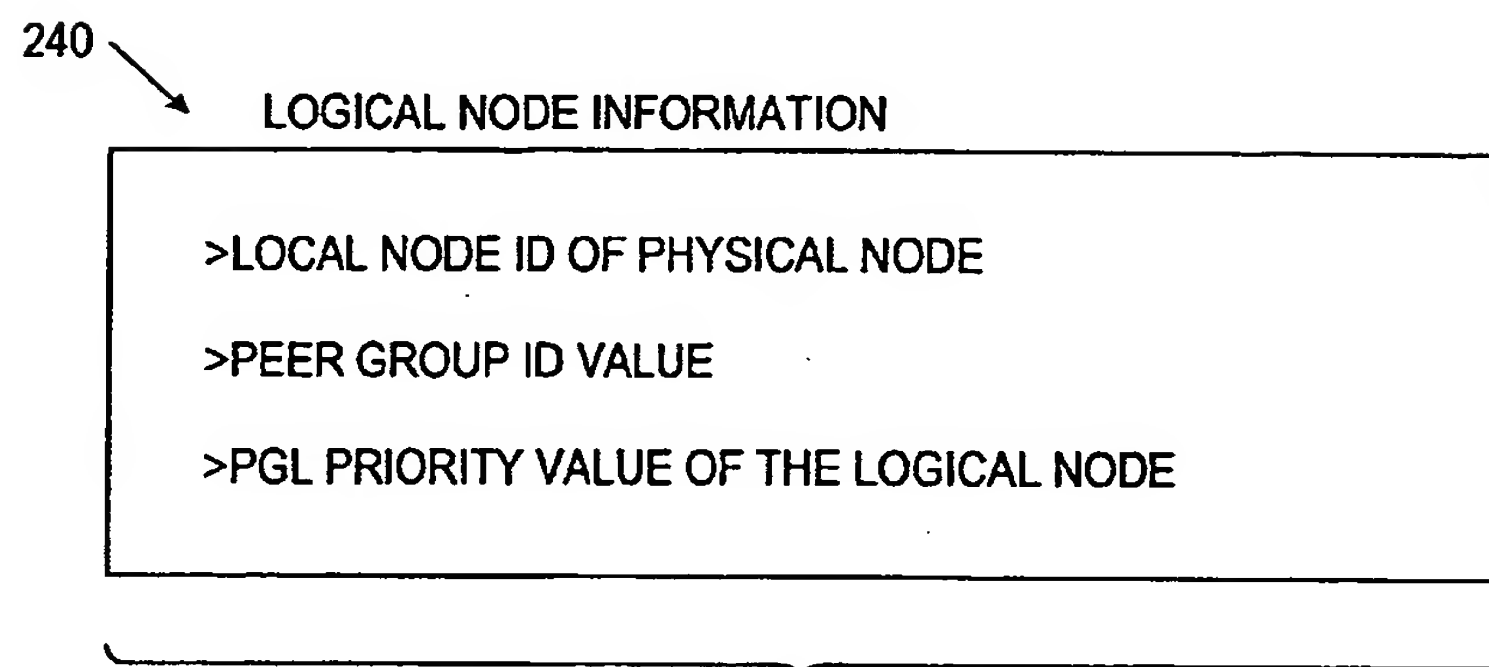 240
LOGICAL NODE INFORMATION
>LOCAL NODE ID OF PHYSICAL NODE
>PEER GROUP ID VALUE
>PGL PRIORITY VALUE OF THE LOGICAL NODE